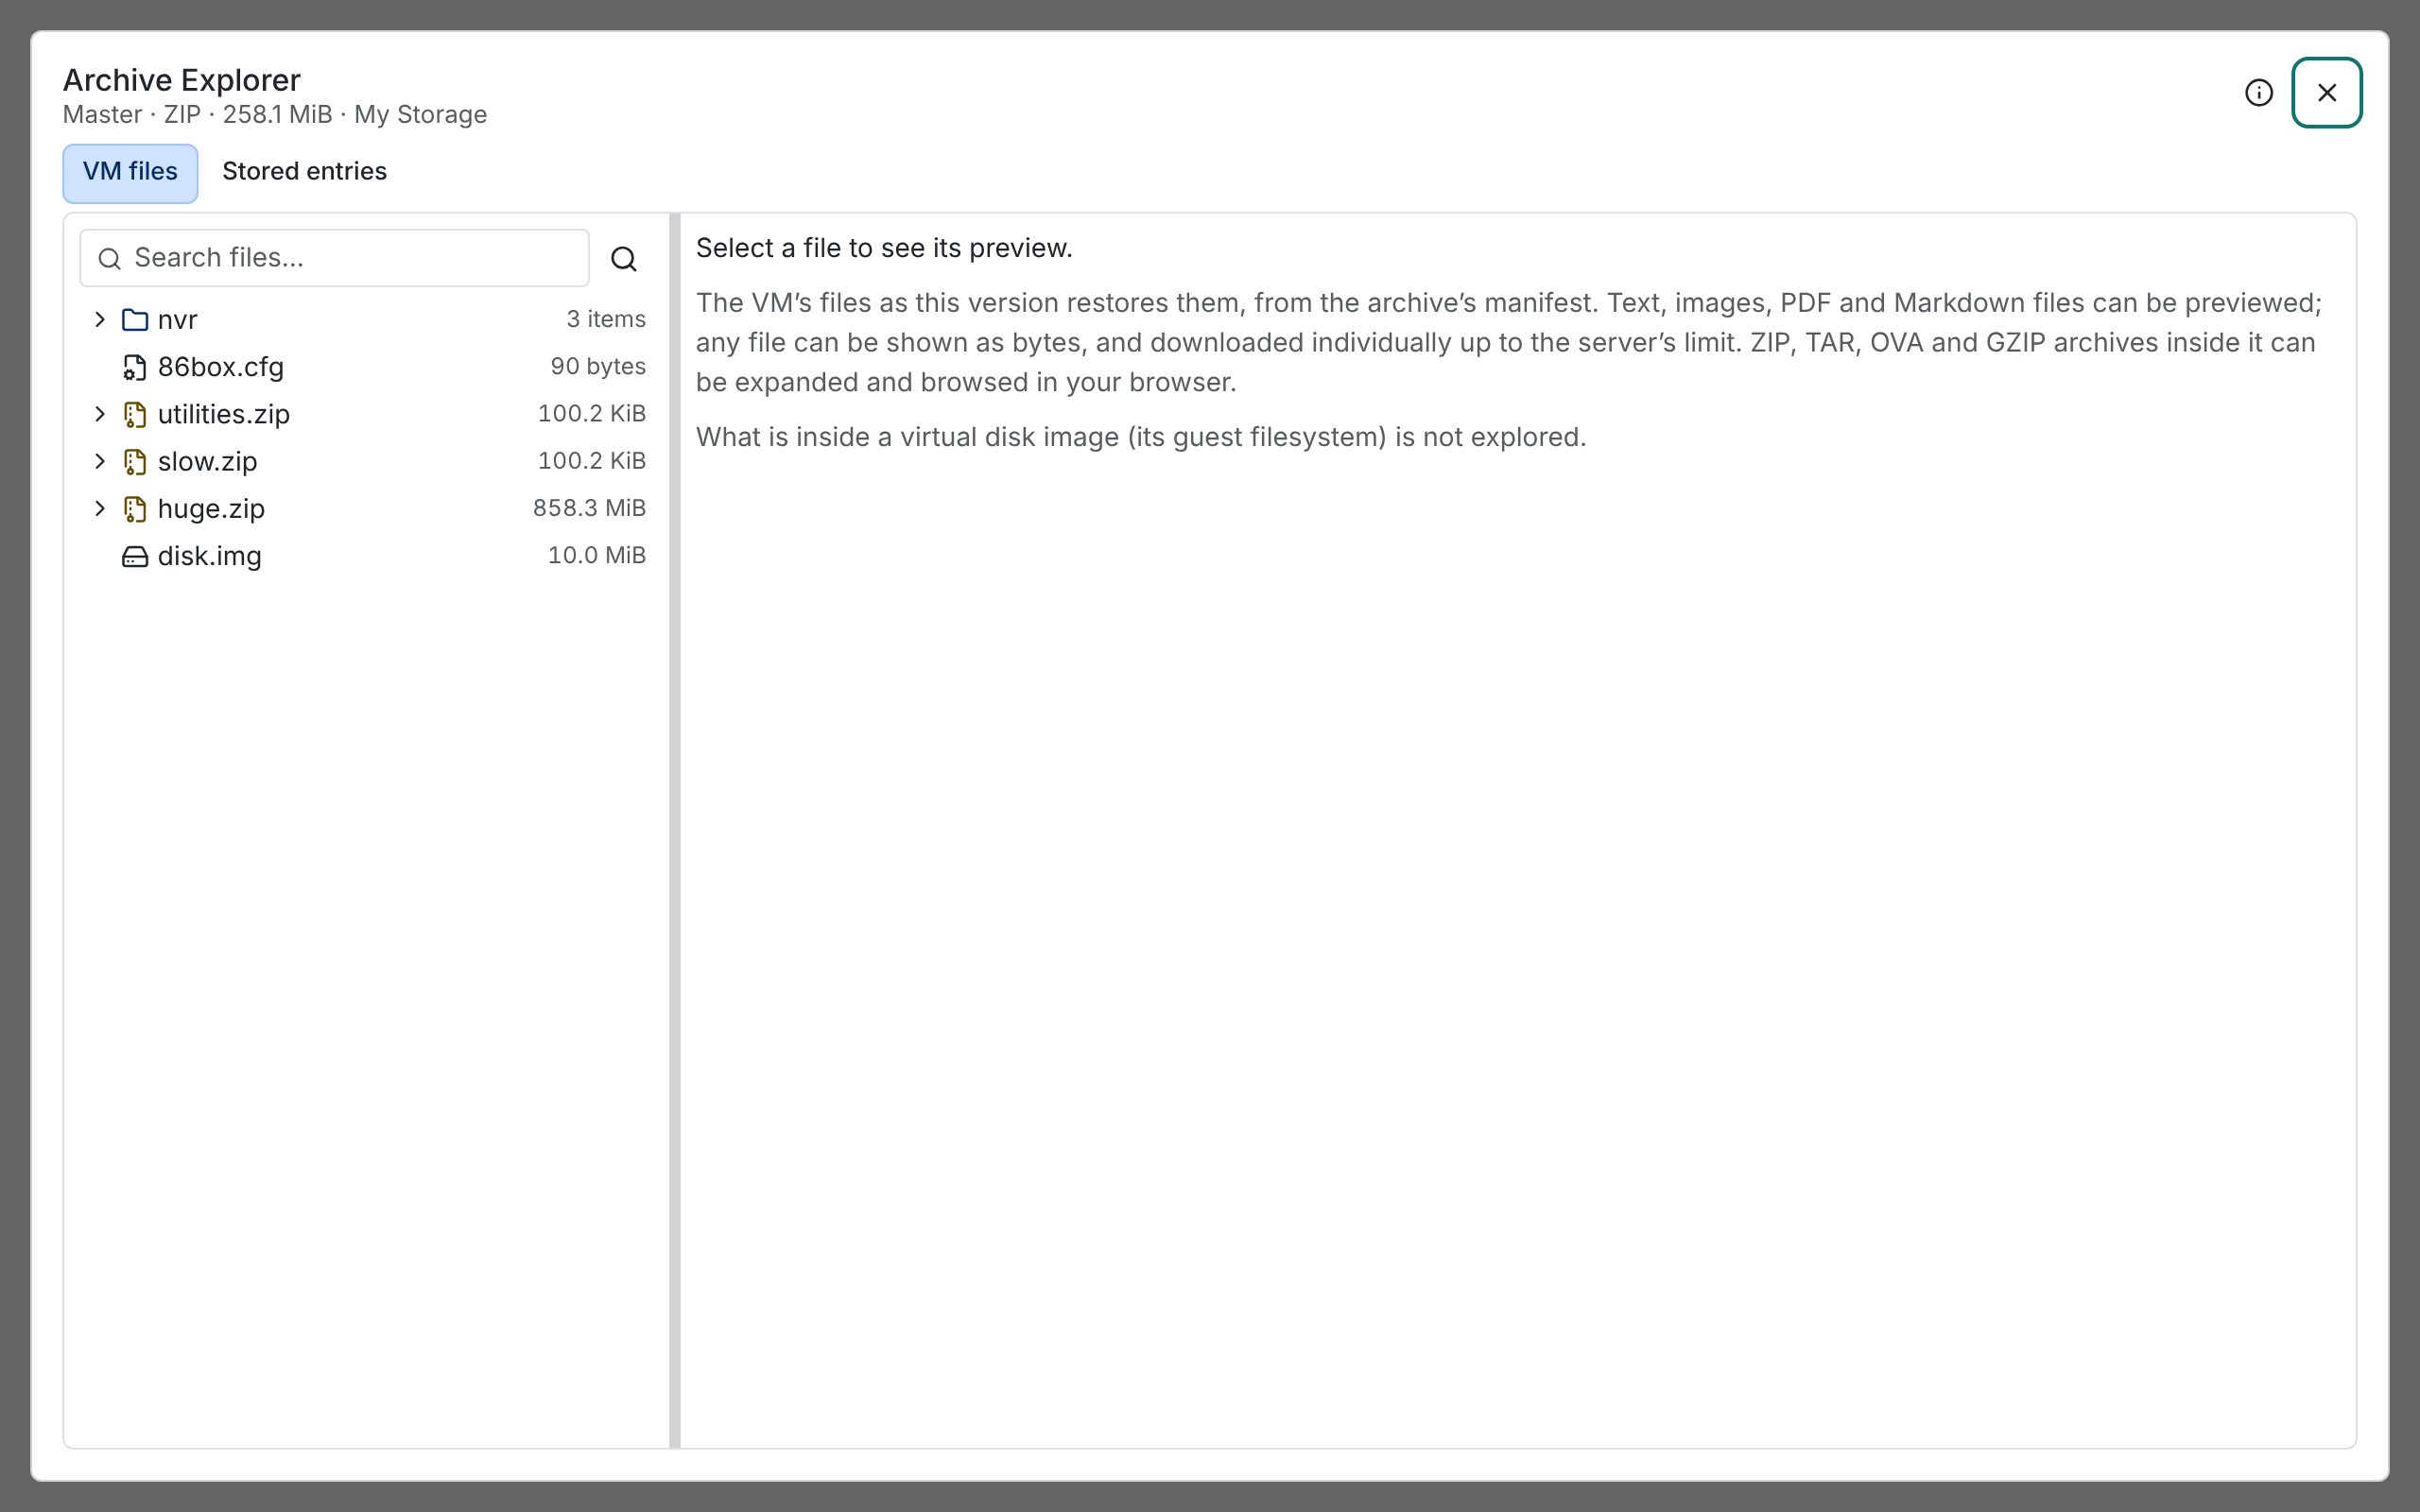 Archive Explorer
Master · ZIP · 258.1 MiB · My Storage
VM files
Stored entries
Search files...
nvr 3 items
86box.cfg 90 bytes
utilities.zip 100.2 KiB
slow.zip 100.2 KiB
huge.zip 858.3 MiB
disk.img 10.0 MiB
Select a file to see its preview.
The VM’s files as this version restores them, from the archive’s manifest. Text, images, PDF and Markdown files can be previewed;
any file can be shown as bytes, and downloaded individually up to the server’s limit. ZIP, TAR, OVA and GZIP archives inside it can
be expanded and browsed in your browser.
What is inside a virtual disk image (its guest filesystem) is not explored.